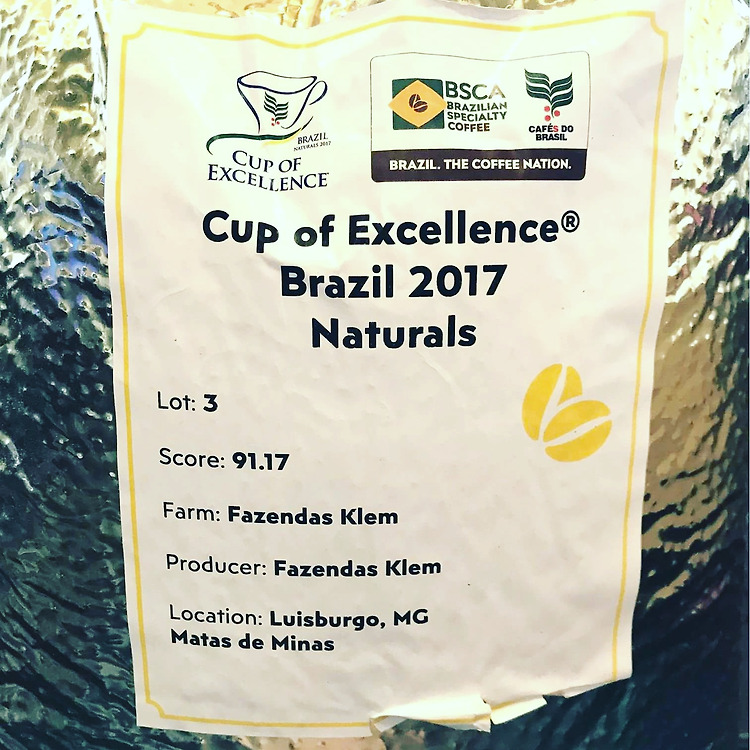 BRAZIL
NATURALS 2017
CUP OF
EXCELLENCE
BSCA
BRAZILIAN
SPECIALTY
COFFEE
CAFÉS DO
BRASIL
BRAZIL. THE COFFEE NATION.
Cup of Excellence®
Brazil 2017
Naturals
Lot: 3
Score: 91.17
Farm: Fazendas Klem
Producer: Fazendas Klem
Location: Luisburgo, MG
Matas de Minas